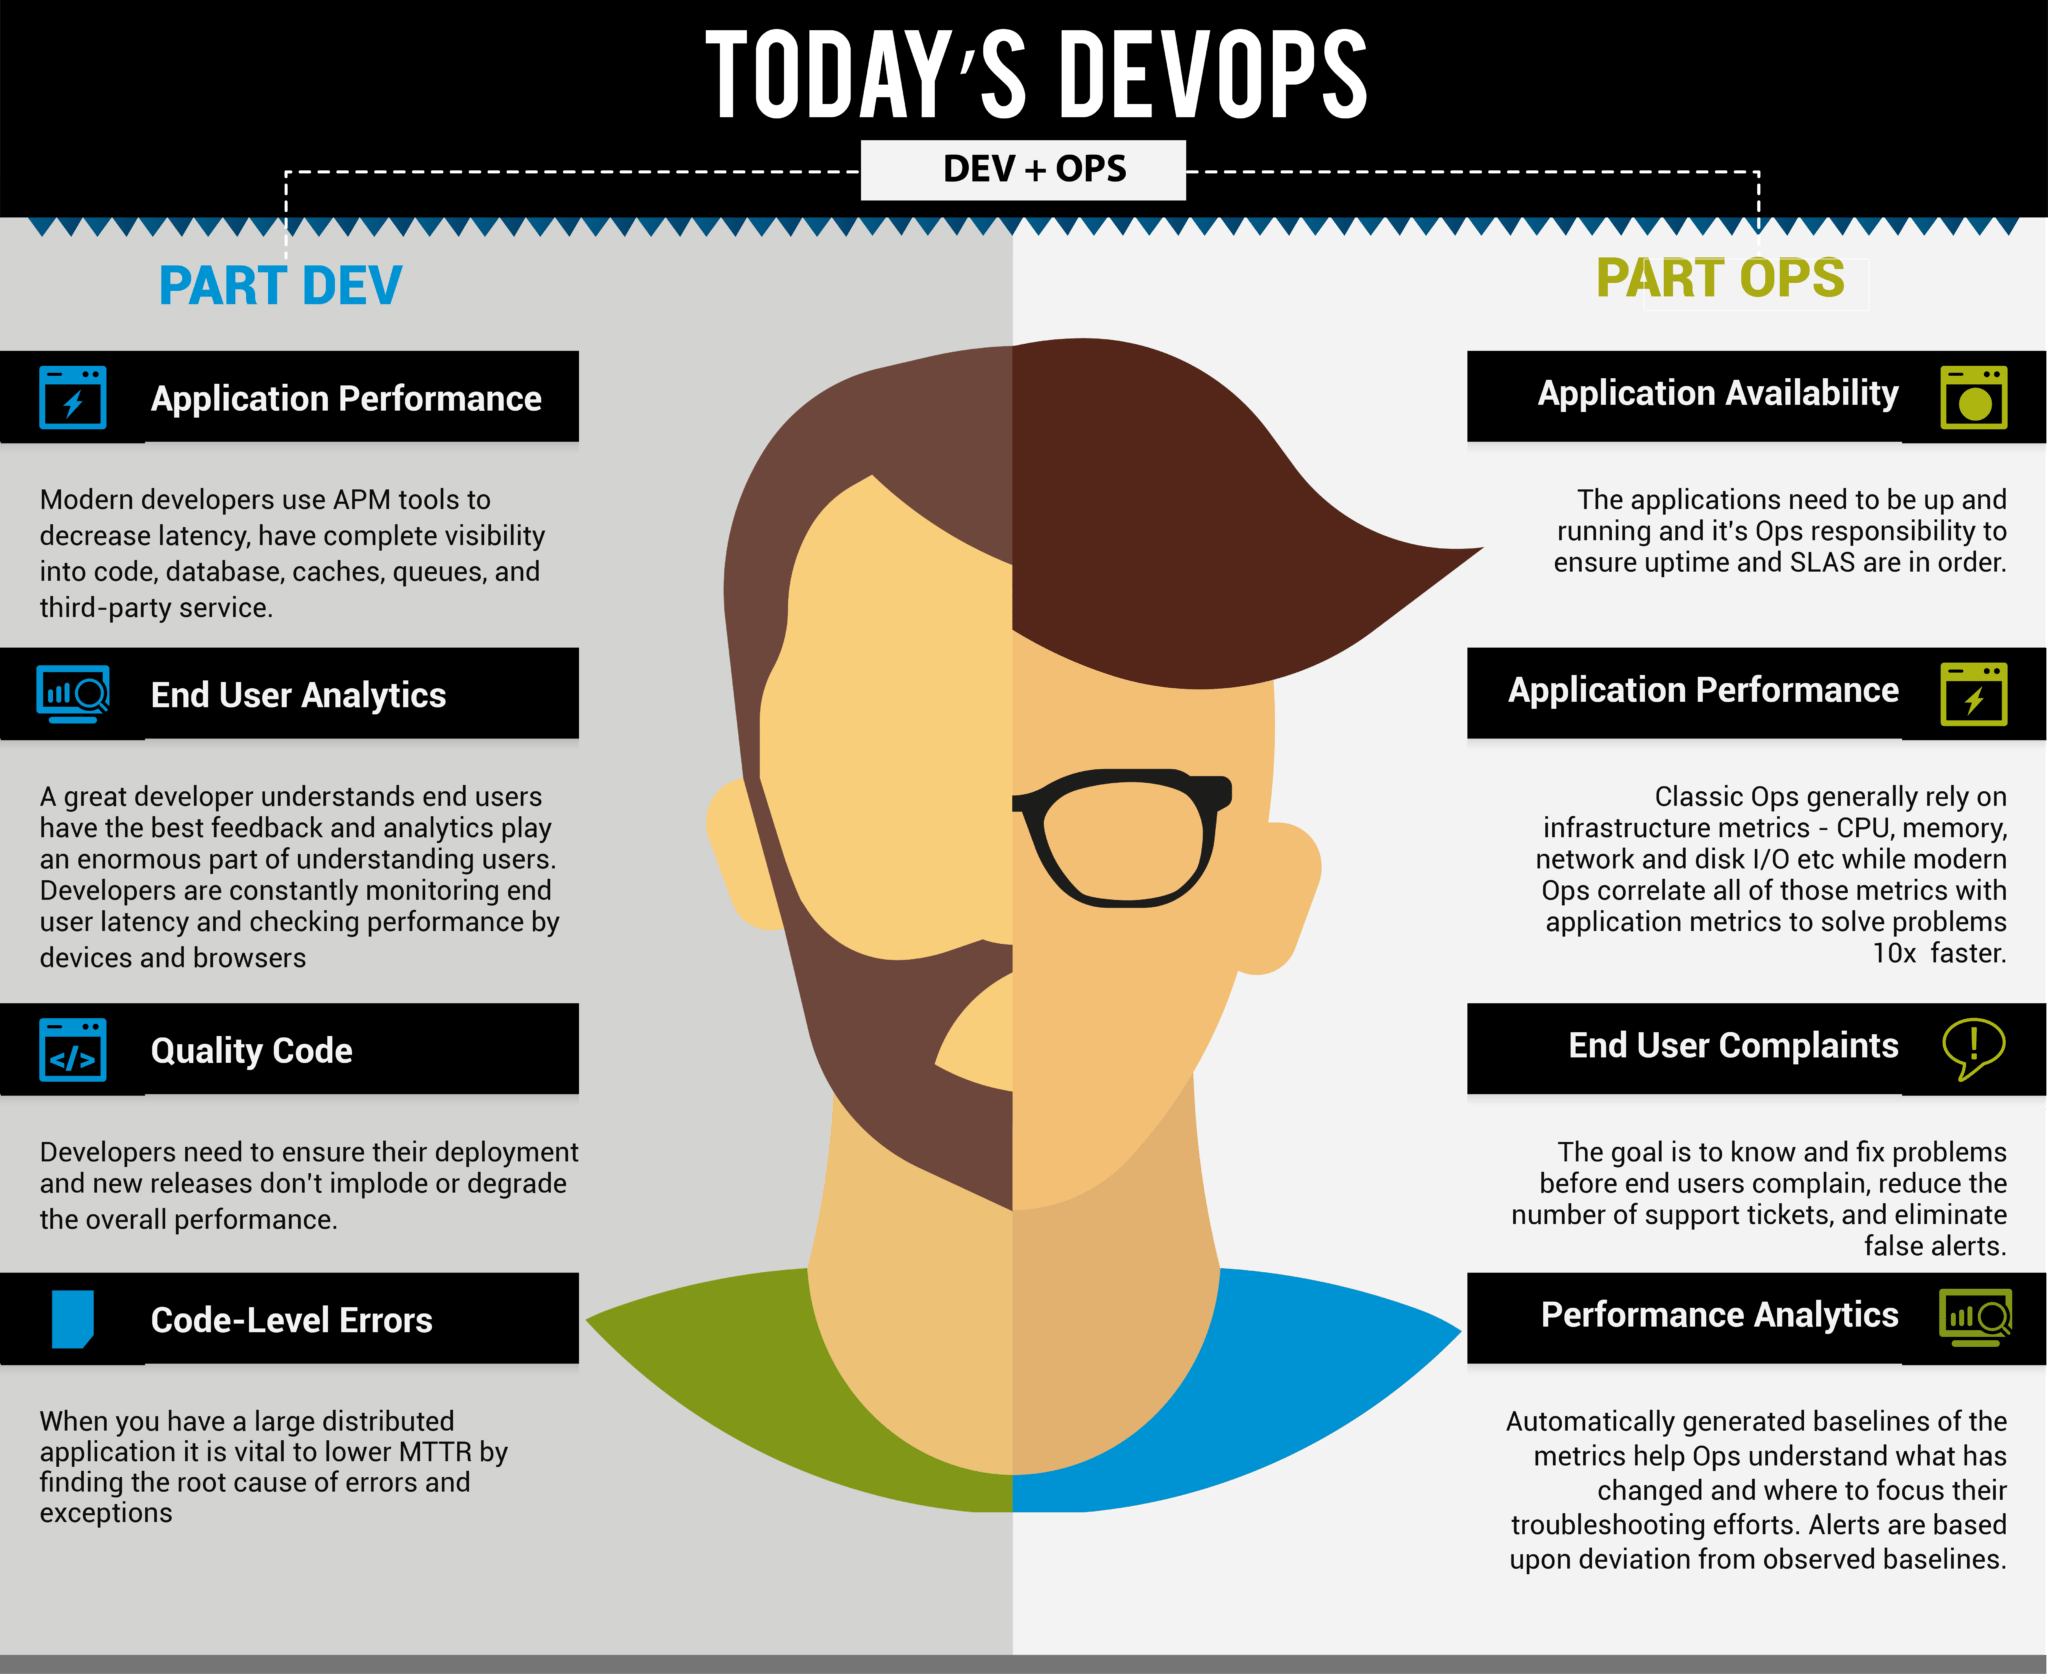 TODAY'S DEVOPS
DEV + OPS
PART DEV
Application Performance
Modern developers use APM tools to
decrease latency, have complete visibility
into code, database, caches, queues, and
third-party service.
End User Analytics
A great developer understands end users
have the best feedback and analytics play
an enormous part of understanding users.
Developers are constantly monitoring end
user latency and checking performance by
devices and browsers
</>
Quality Code
Developers need to ensure their deployment
and new releases don't implode or degrade
the overall performance.
Code-Level Errors
When you have a large distributed
application it is vital to lower MTTR by
finding the root cause of errors and
exceptions
PART OPS
Application Availability
The applications need to be up and
running and it's Ops responsibility to
ensure uptime and SLAS are in order.
Application Performance
Classic Ops generally rely on
infrastructure metrics - CPU, memory,
network and disk I/O etc while modern
Ops correlate all of those metrics with
application metrics to solve problems
10x faster.
End User Complaints
!
The goal is to know and fix problems
before end users complain, reduce the
number of support tickets, and eliminate
false alerts.
Performance Analytics
Automatically generated baselines of the
metrics help Ops understand what has
changed and where to focus their
troubleshooting efforts. Alerts are based
upon deviation from observed baselines.